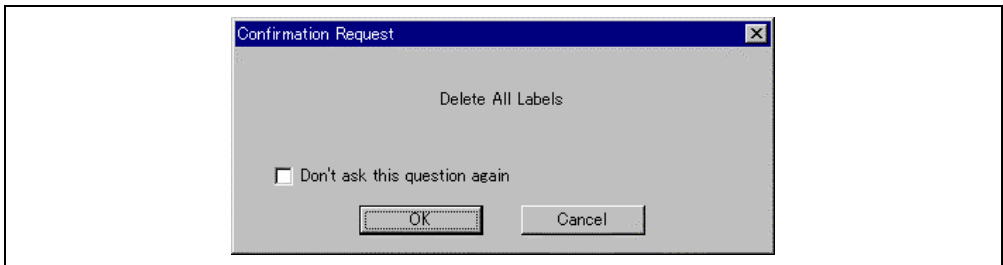 Confirmation Request
Delete All Labels
Don't ask this question again
OK Cancel